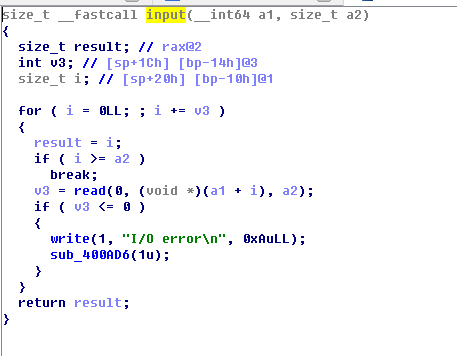 size_t __fastcall input(__int64 a1, size_t a2)
{
  size_t result; // rax@2
  int v3; // [sp+1Ch] [bp-14h]@3
  size_t i; // [sp+20h] [bp-10h]@1

  for ( i = 0LL; ; i += v3 )
  {
    result = i;
    if ( i >= a2 )
      break;
    v3 = read(0, (void *)(a1 + i), a2);
    if ( v3 <= 0 )
    {
      write(1, "I/O error\n", 0xAuLL);
      sub_400AD6(1u);
    }
  }
  return result;
}